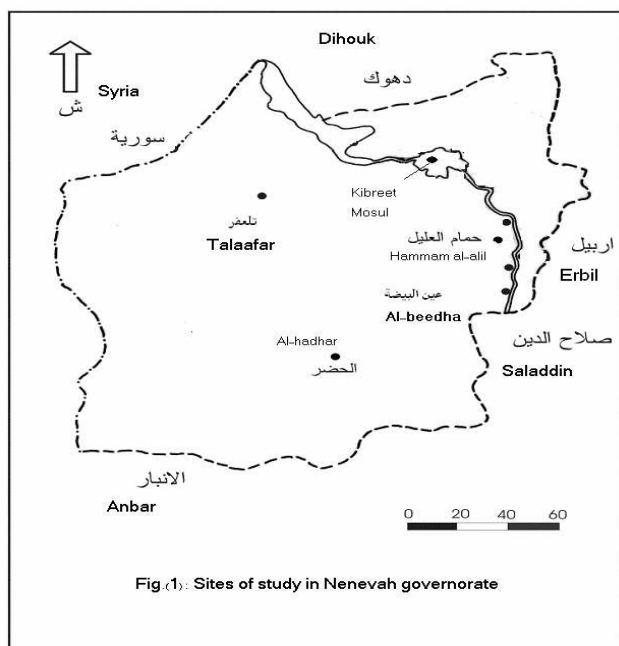 Dihouk
دهوك
Syria
ش
سورية
Kibreet
Mosul
تلعفر
Talaafar
حمام العليل
Hammam al-alil
اربيل
Erbil
عين البيضة
Al-beedha
صلاح الدين
Saladdin
Al-hadhar
الحضر
الانبار
Anbar
0 20 40 60
Fig.(1): Sites of study in Nenevah governorate